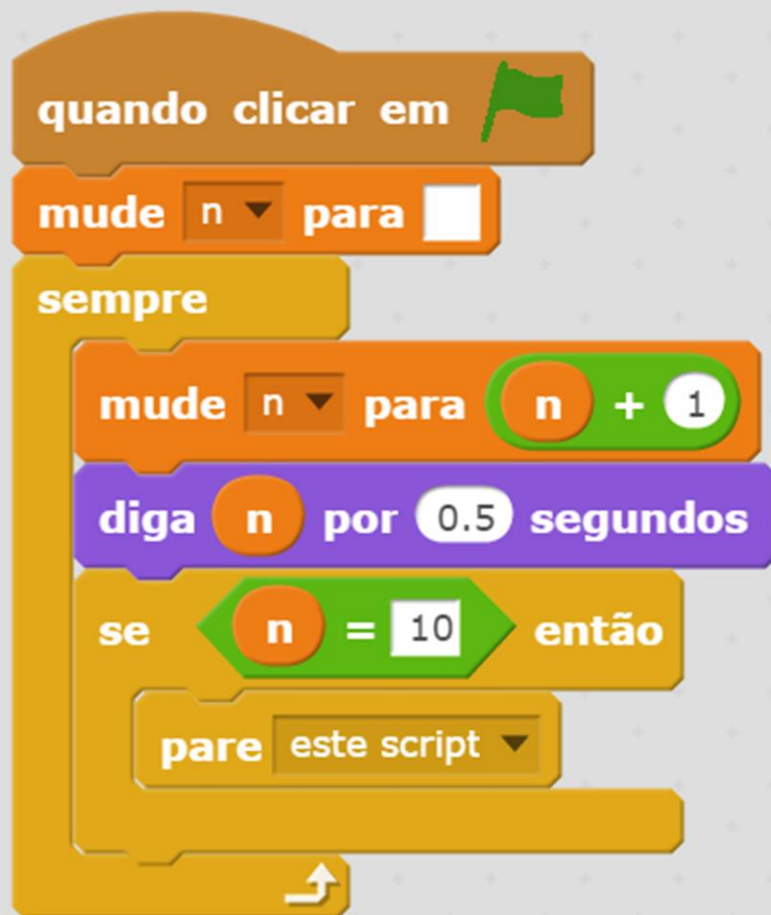 quando clicar em
mude n para
sempre
mude n para n + 1
diga n por 0.5 segundos
se n = 10 então
pare este script